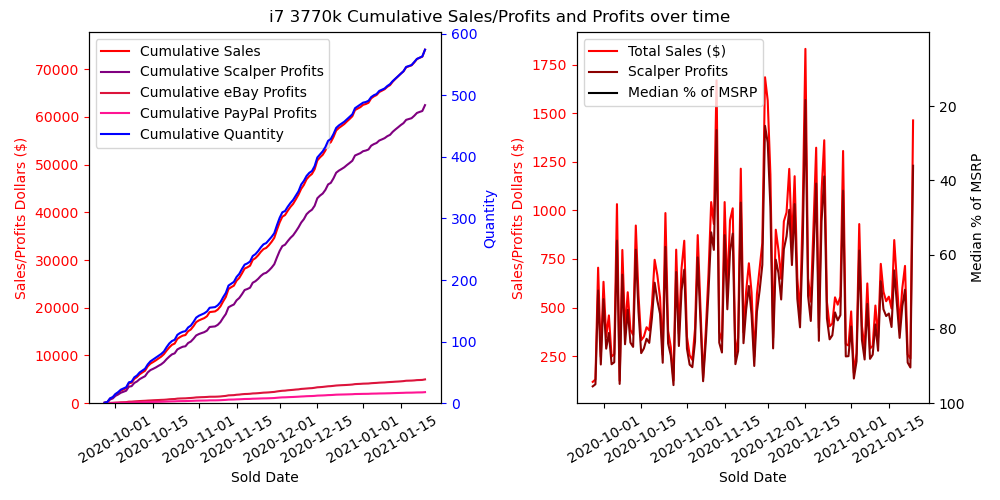 i7 3770k Cumulative Sales/Profits and Profits over time
Cumulative Sales
Cumulative Scalper Profits
Cumulative eBay Profits
Cumulative PayPal Profits
Cumulative Quantity
Sales/Profits Dollars ($)
70000
60000
50000
40000
30000
20000
10000
0
600
500
400
300
200
100
0
Quantity
2020-10-01
2020-10-15
2020-11-01
2020-11-15
2020-12-01
2020-12-15
2021-01-01
2021-01-15
Sold Date
Total Sales ($)
Scalper Profits
Median % of MSRP
Sales/Profits Dollars ($)
1750
1500
1250
1000
750
500
250
20
40
60
80
100
Median % of MSRP
2020-10-01
2020-10-15
2020-11-01
2020-11-15
2020-12-01
2020-12-15
2021-01-01
2021-01-15
Sold Date